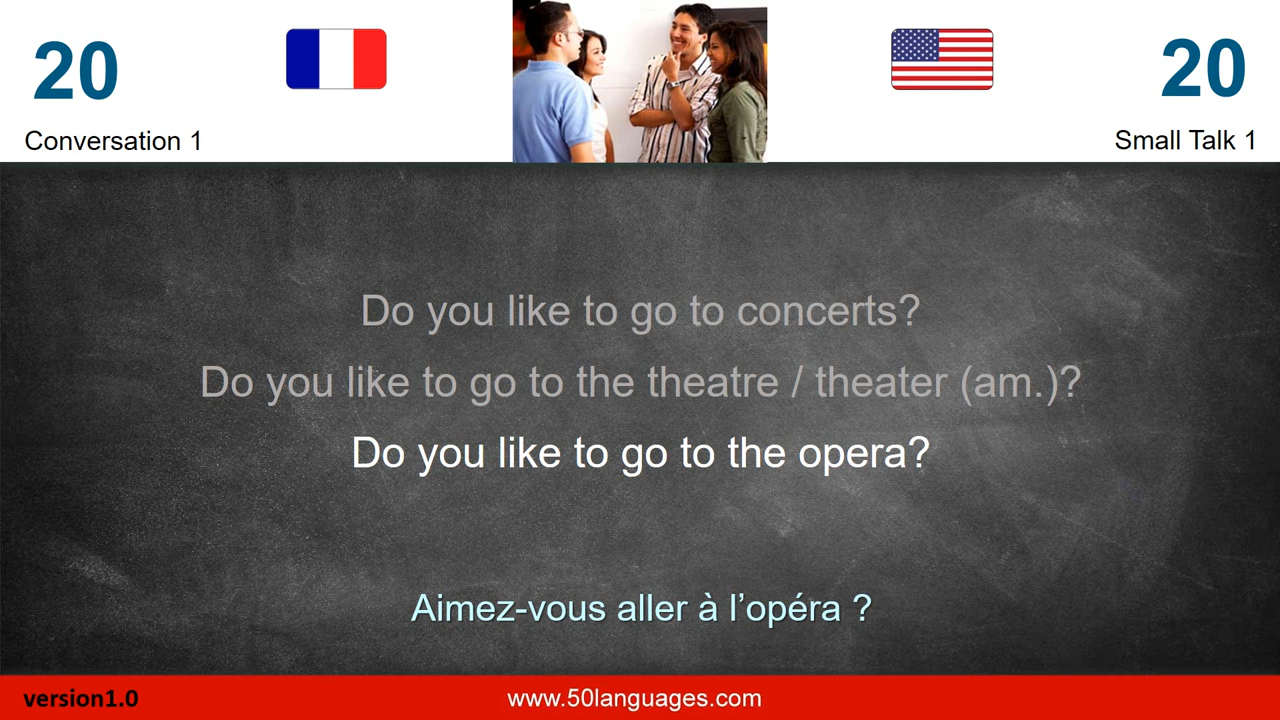 20
20
Conversation 1
Small Talk 1
Do you like to go to concerts?
Do you like to go to the theatre / theater (am.)?
Do you like to go to the opera?
Aimez-vous aller à l’opéra ?
version1.0
www.50languages.com